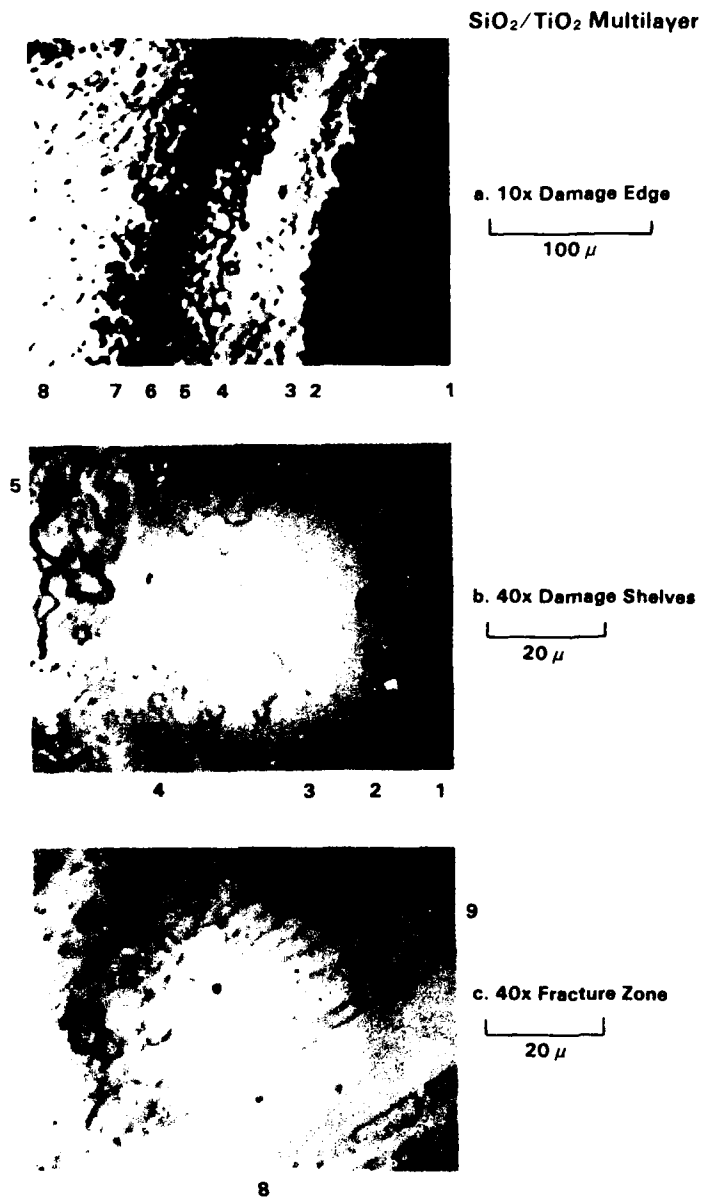 SiO₂/TiO₂ Multilayer
a. 10x Damage Edge
100 μ
8 7 6 5 4 3 2 1
5
b. 40x Damage Shelves
20 μ
4 3 2 1
9
c. 40x Fracture Zone
20 μ
8